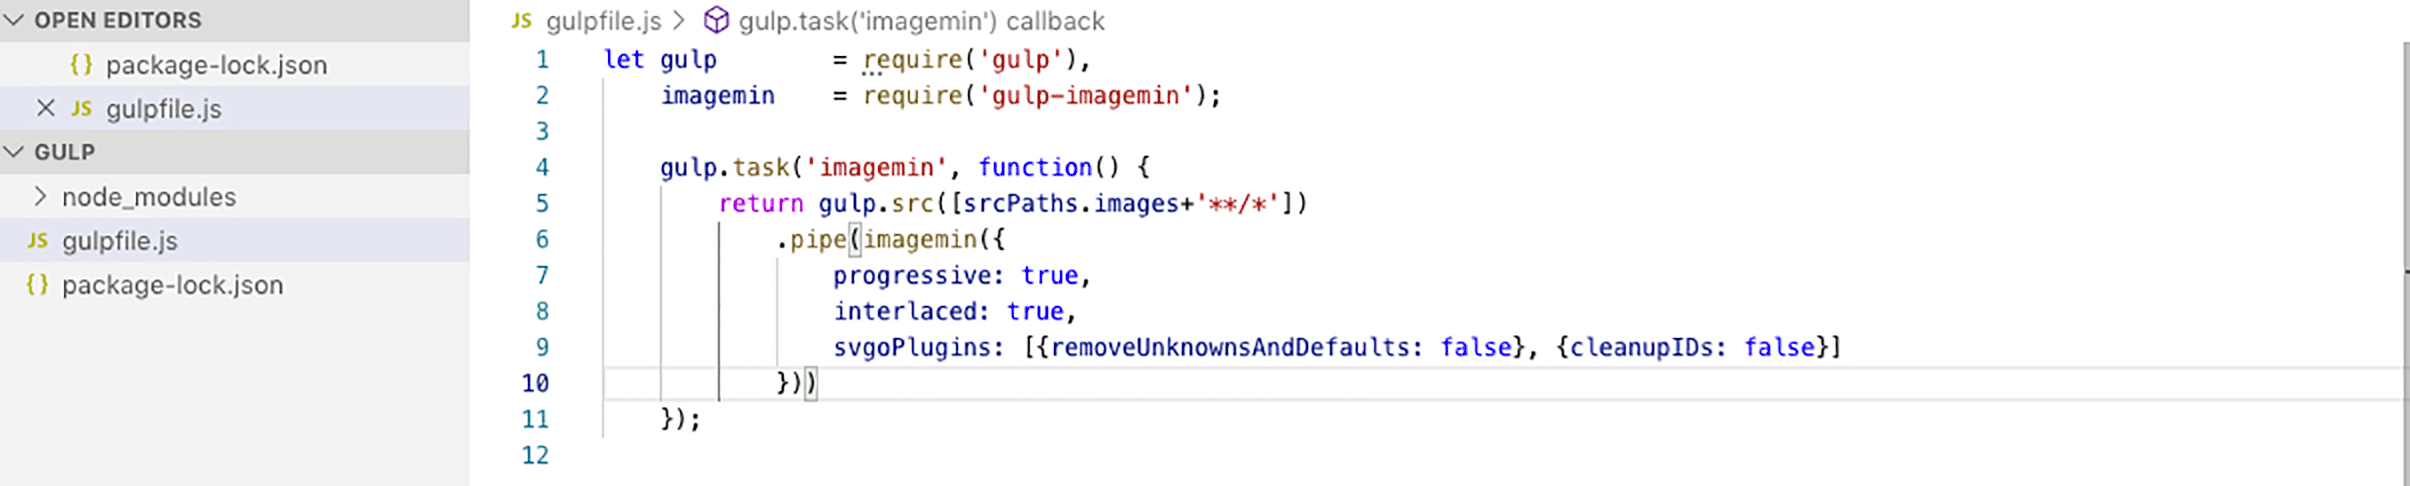 OPEN EDITORS
package-lock.json
JS gulpfile.js
GULP
node_modules
JS gulpfile.js
{} package-lock.json
JS gulpfile.js > gulp.task('imagemin') callback
1 let gulp = require('gulp'),
2 imagemin = require('gulp-imagemin');
3
4 gulp.task('imagemin', function() {
5 return gulp.src([srcPaths.images+'**/*'])
6 .pipe(imagemin({
7 progressive: true,
8 interlaced: true,
9 svgoPlugins: [{removeUnknownsAndDefaults: false}, {cleanupIDs: false}]
10 }))
11 });
12